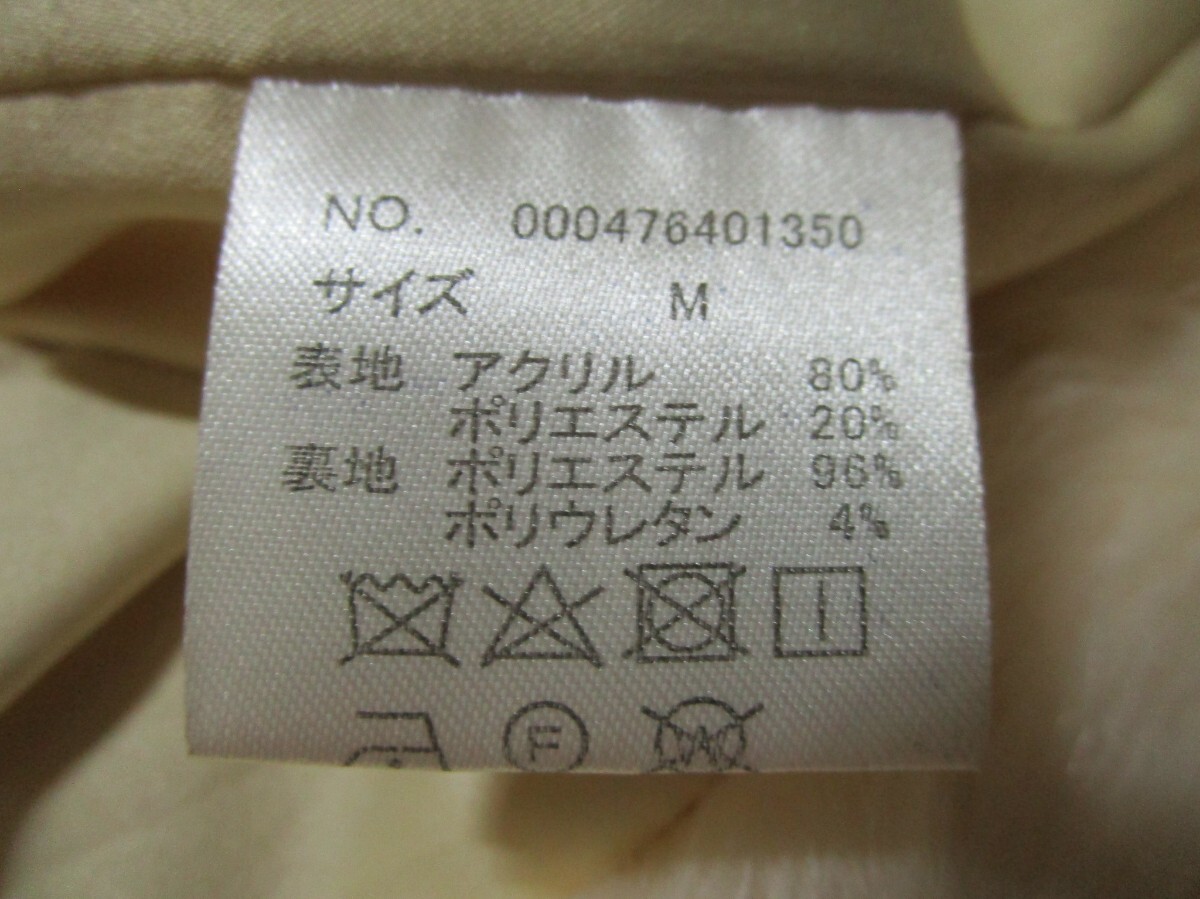 NO. 000476401350
サイズ M
表地 アクリル 80%
ポリエステル 20%
裏地 ポリエステル 96%
ポリウレタン 4%
F
W